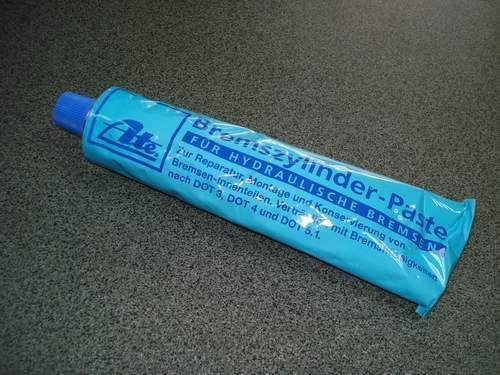 Ate
Bremszylinder-Paste
FÜR HYDRAULISCHE BREMSEN
Zur Reparatur, Montage und Konservierung von
Bremsen-Innenteilen. Verträglich mit Bremsflüssigkeiten
nach DOT 3, DOT 4 und DOT 5.1.